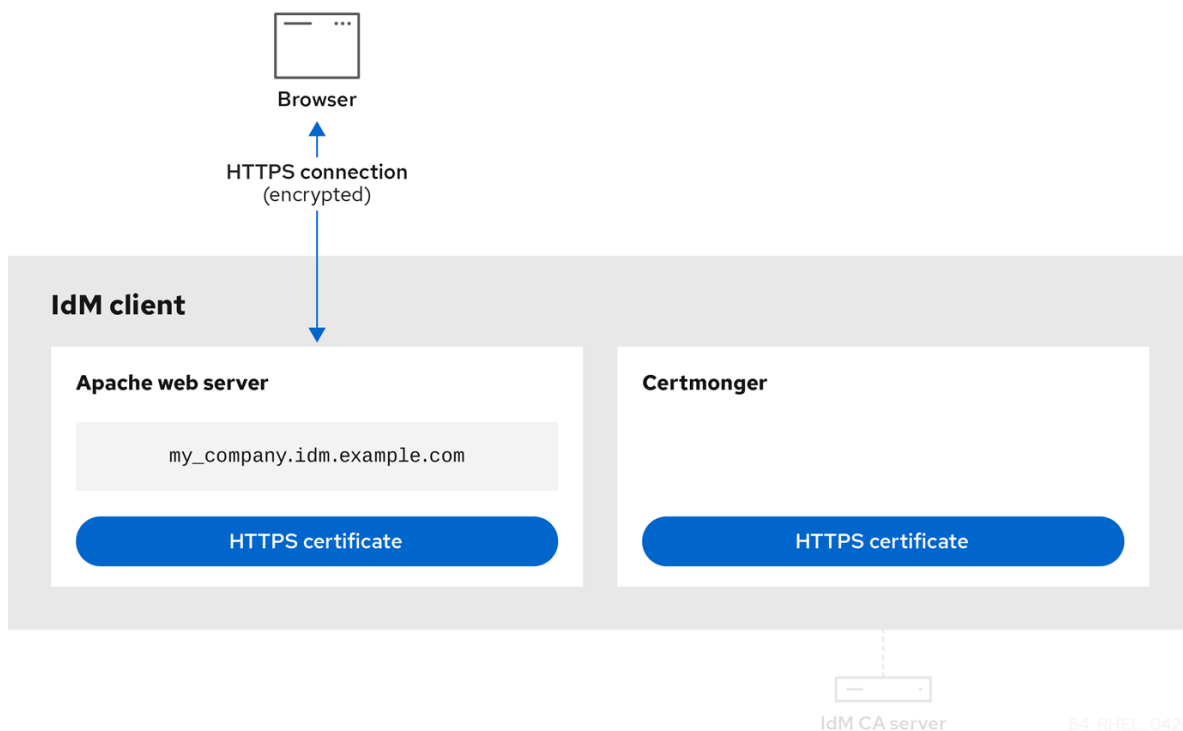 Browser
HTTPS connection
(encrypted)
IdM client
Apache web server
my_company.idm.example.com
HTTPS certificate
Certmonger
HTTPS certificate
IdM CA server
84_RHEL_042